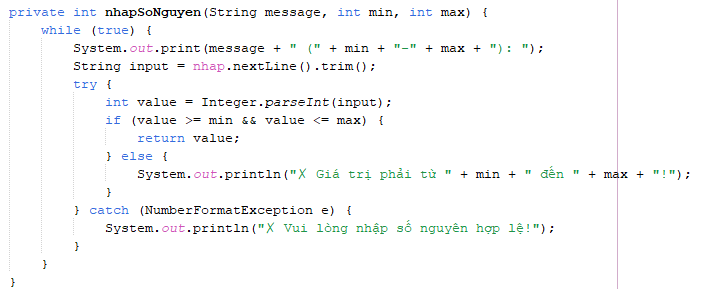 private int nhapSoNguyen(String message, int min, int max) {
    while (true) {
        System.out.print(message + " (" + min + "-" + max + "): ");
        String input = nhap.nextLine().trim();
        try {
            int value = Integer.parseInt(input);
            if (value >= min && value <= max) {
                return value;
            } else {
                System.out.println("✗ Giá trị phải từ " + min + " đến " + max + "!");
            }
        } catch (NumberFormatException e) {
            System.out.println("✗ Vui lòng nhập số nguyên hợp lệ!");
        }
    }
}